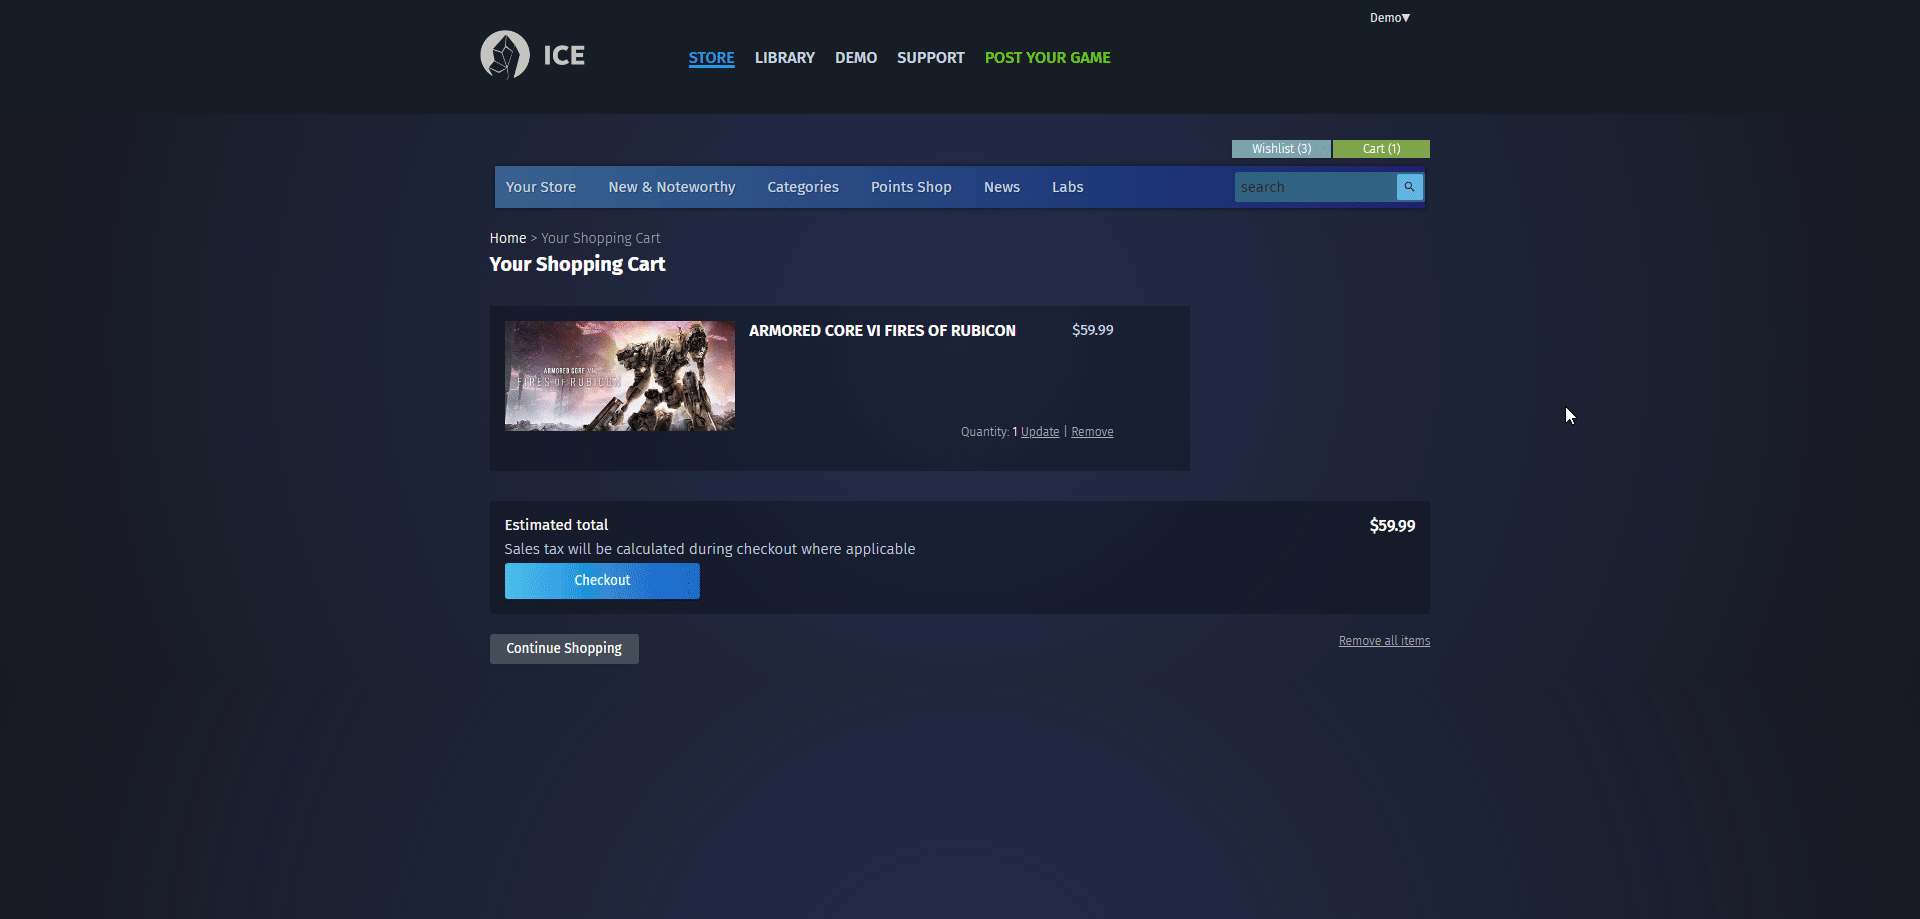 Demo▼
ICE
STORE LIBRARY DEMO SUPPORT POST YOUR GAME
Wishlist (3) Cart (1)
Your Store New & Noteworthy Categories Points Shop News Labs search
Home > Your Shopping Cart
Your Shopping Cart
ARMORED CORE VI FIRES OF RUBICON $59.99
ARMORED CORE VI
FIRES OF RUBICON
Quantity: 1 Update | Remove
Estimated total $59.99
Sales tax will be calculated during checkout where applicable
Checkout
Continue Shopping Remove all items